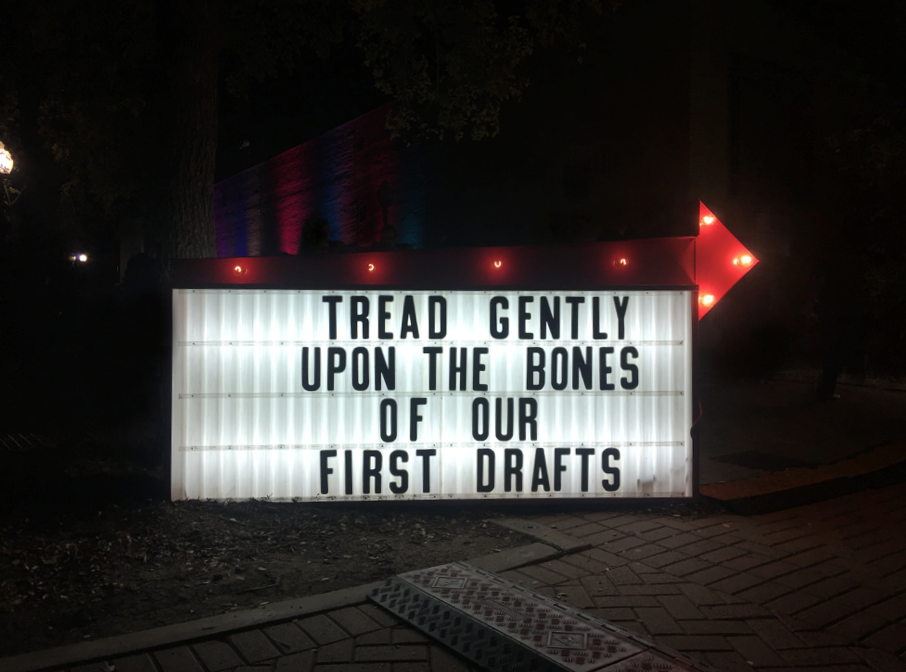 TREAD GENTLY
UPON THE BONES
OF OUR
FIRST DRAFTS